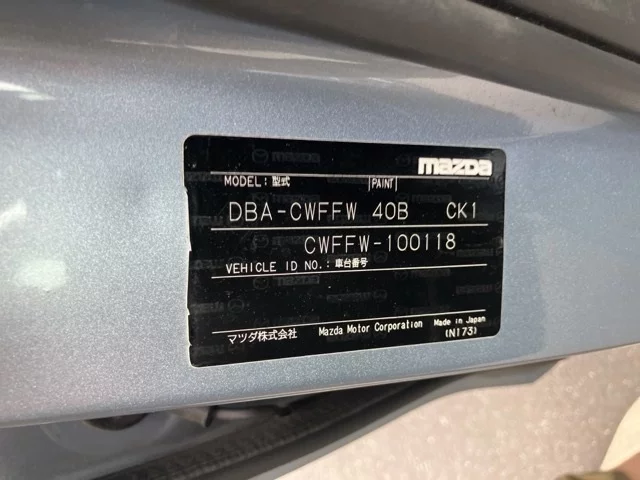 mazda
MODEL: 型式 PAINT
DBA-CWFFW 40B CK1
CWFFW-100118
VEHICLE ID NO.: 車台番号
マツダ株式会社 Mazda Motor Corporation Made in Japan
(N173)